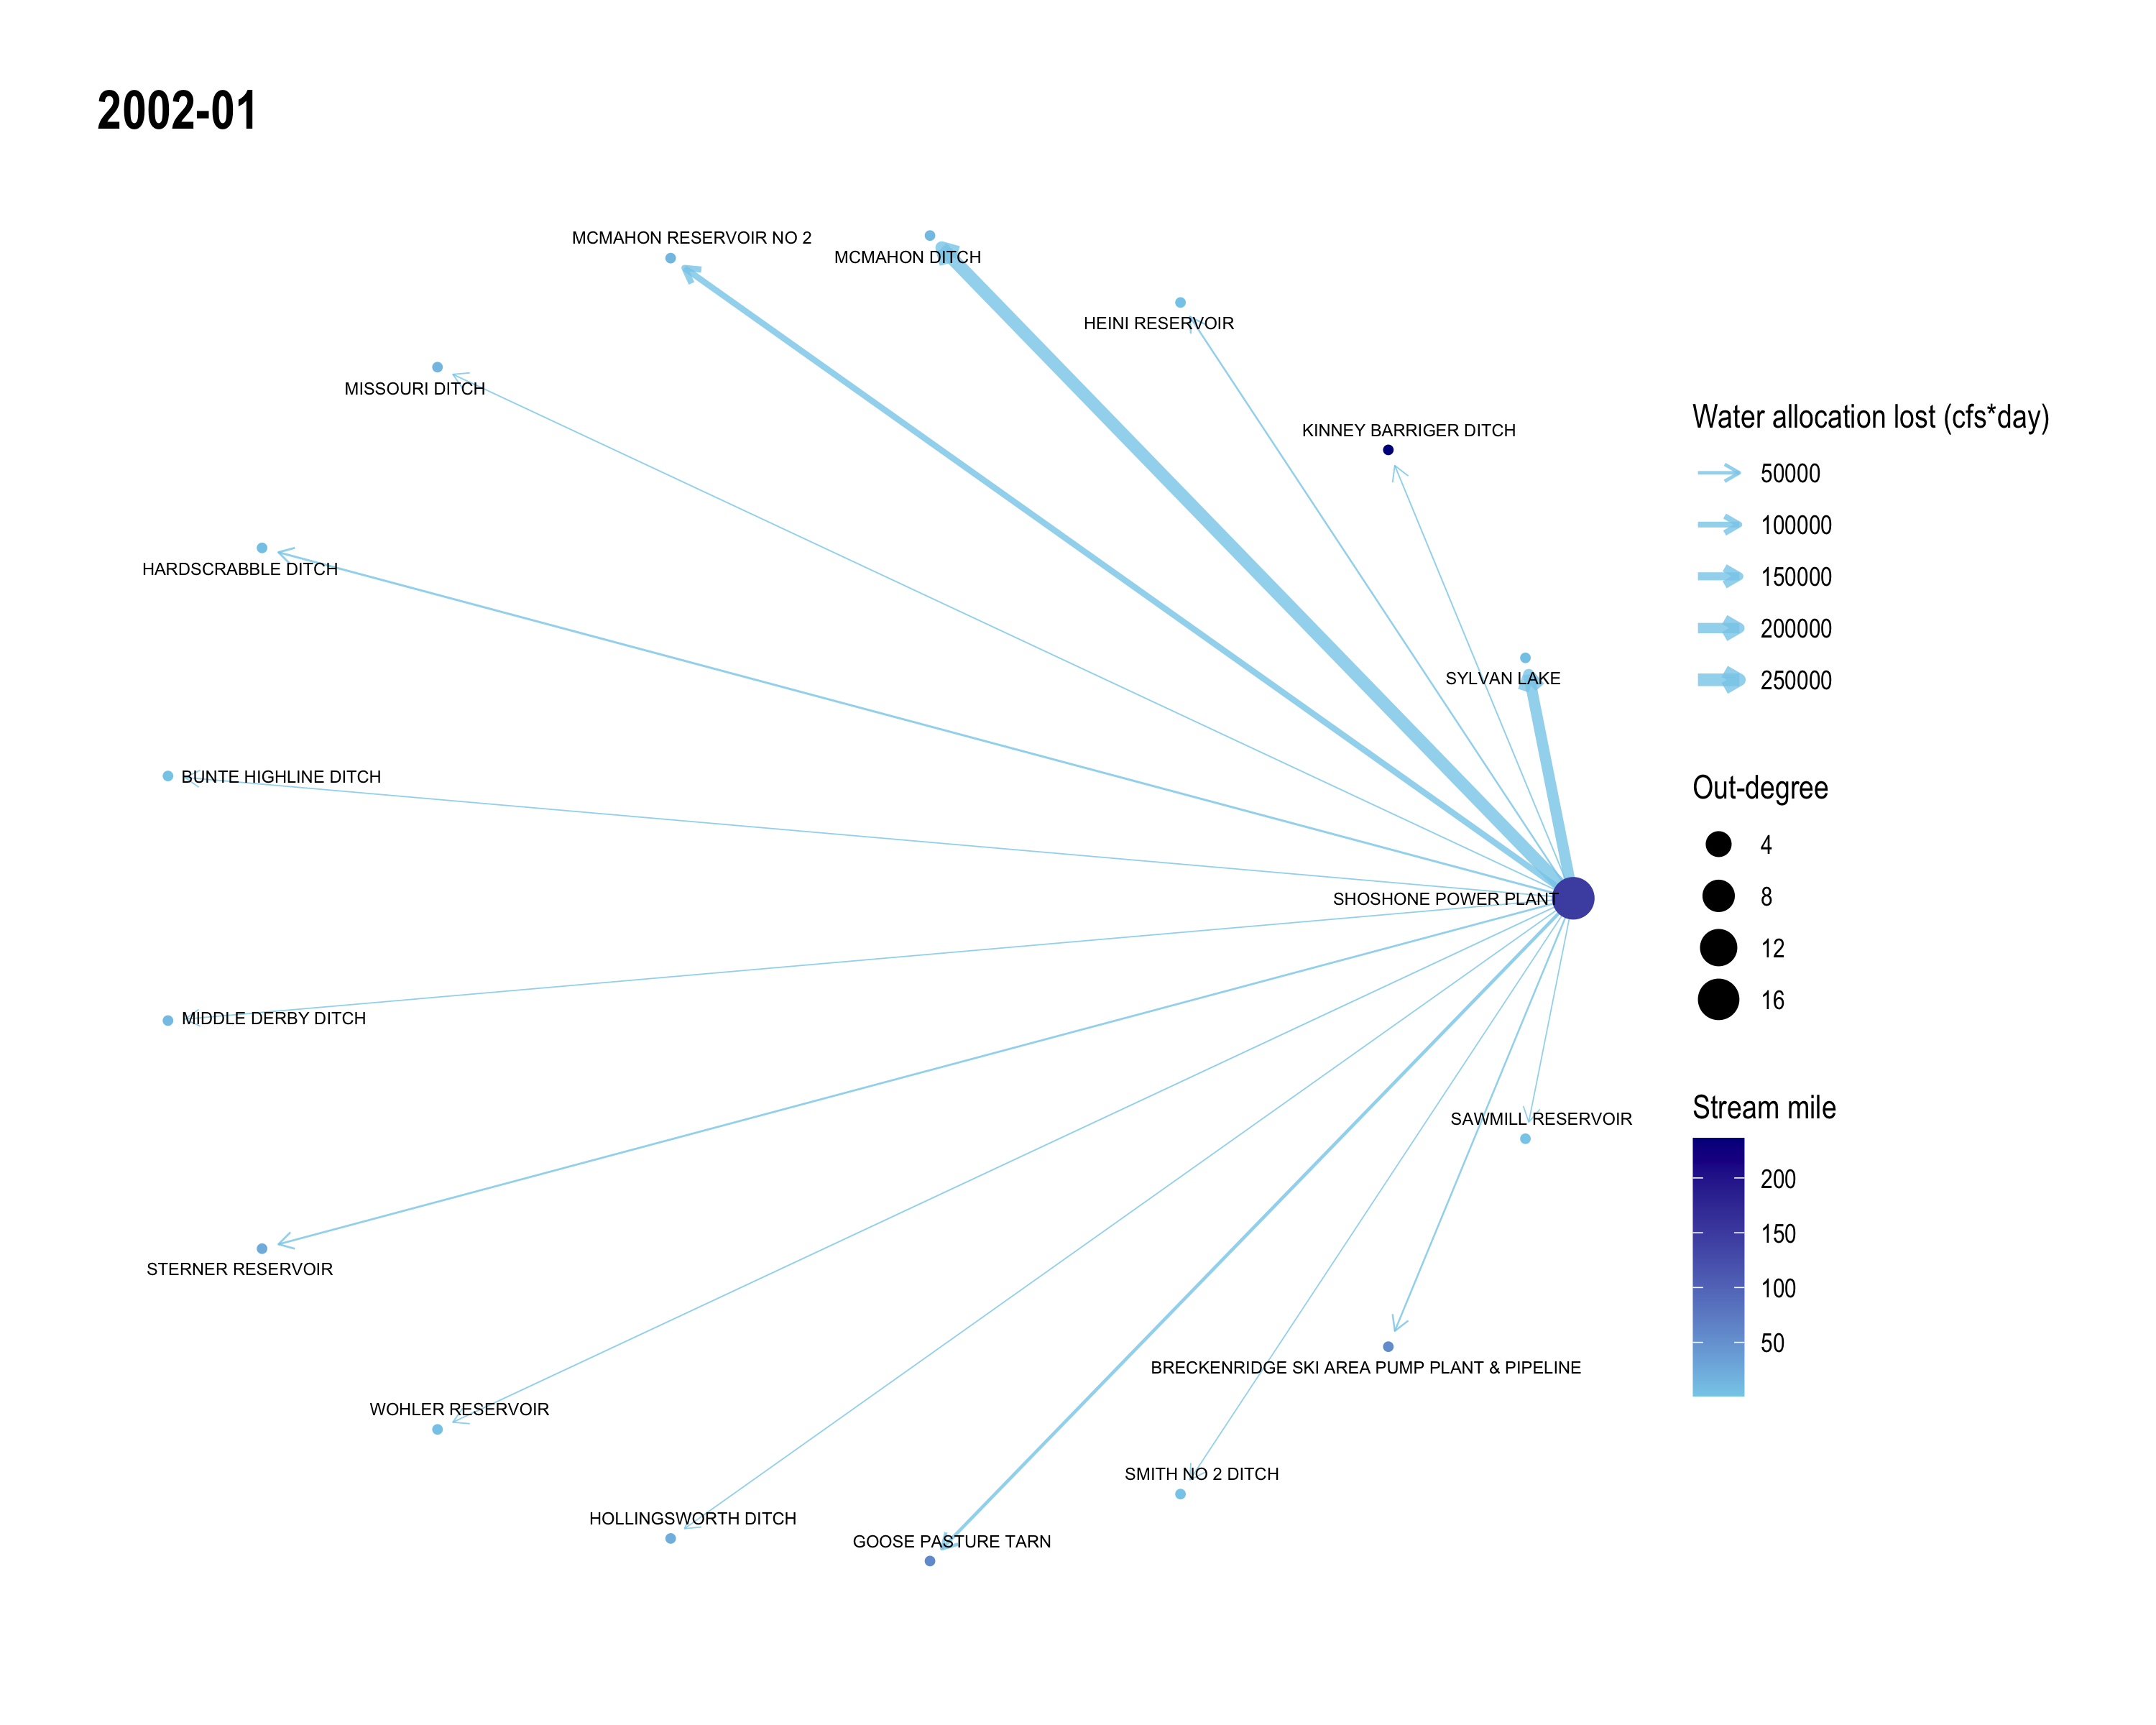 2002-01
MCMAHON RESERVOIR NO 2
MCMAHON DITCH
HEINI RESERVOIR
MISSOURI DITCH
KINNEY BARRIGER DITCH
HARDSCRABBLE DITCH
SYLVAN LAKE
BUNTE HIGHLINE DITCH
SHOSHONE POWER PLANT
MIDDLE DERBY DITCH
SAWMILL RESERVOIR
STERNER RESERVOIR
BRECKENRIDGE SKI AREA PUMP PLANT & PIPELINE
WOHLER RESERVOIR
SMITH NO 2 DITCH
HOLLINGSWORTH DITCH
GOOSE PASTURE TARN
Water allocation lost (cfs*day)
50000
100000
150000
200000
250000
Out-degree
4
8
12
16
Stream mile
200
150
100
50